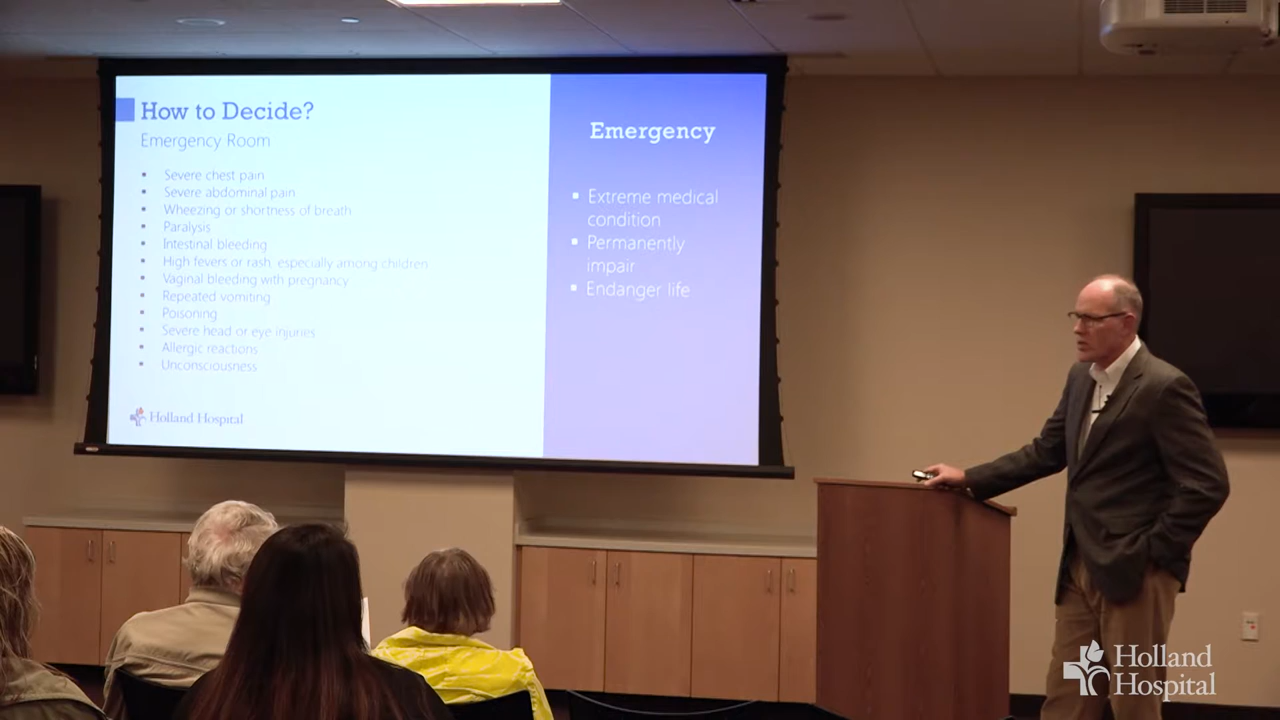 How to Decide?
Emergency Room
▪ Severe chest pain
▪ Severe abdominal pain
▪ Wheezing or shortness of breath
▪ Paralysis
▪ Intestinal bleeding
▪ High fevers or rash, especially among children
▪ Vaginal bleeding with pregnancy
▪ Repeated vomiting
▪ Poisoning
▪ Severe head or eye injuries
▪ Allergic reactions
▪ Unconsciousness
Holland Hospital
Emergency
▪ Extreme medical
condition
▪ Permanently
impair
▪ Endanger life
Holland
Hospital